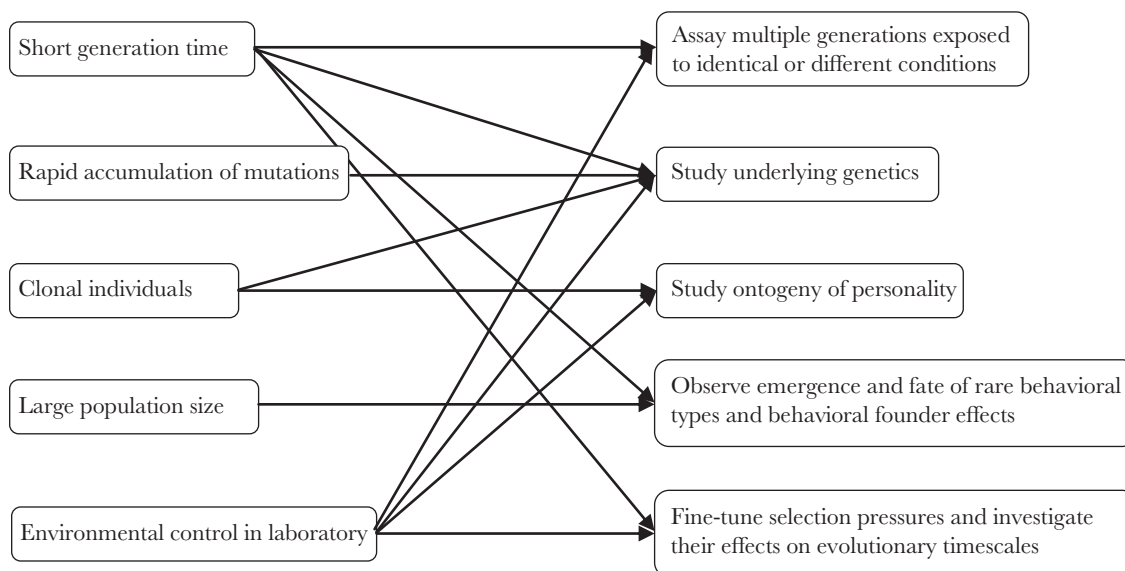 Short generation time
Assay multiple generations exposed
to identical or different conditions
Rapid accumulation of mutations
Study underlying genetics
Clonal individuals
Study ontogeny of personality
Large population size
Observe emergence and fate of rare behavioral
types and behavioral founder effects
Environmental control in laboratory
Fine-tune selection pressures and investigate
their effects on evolutionary timescales